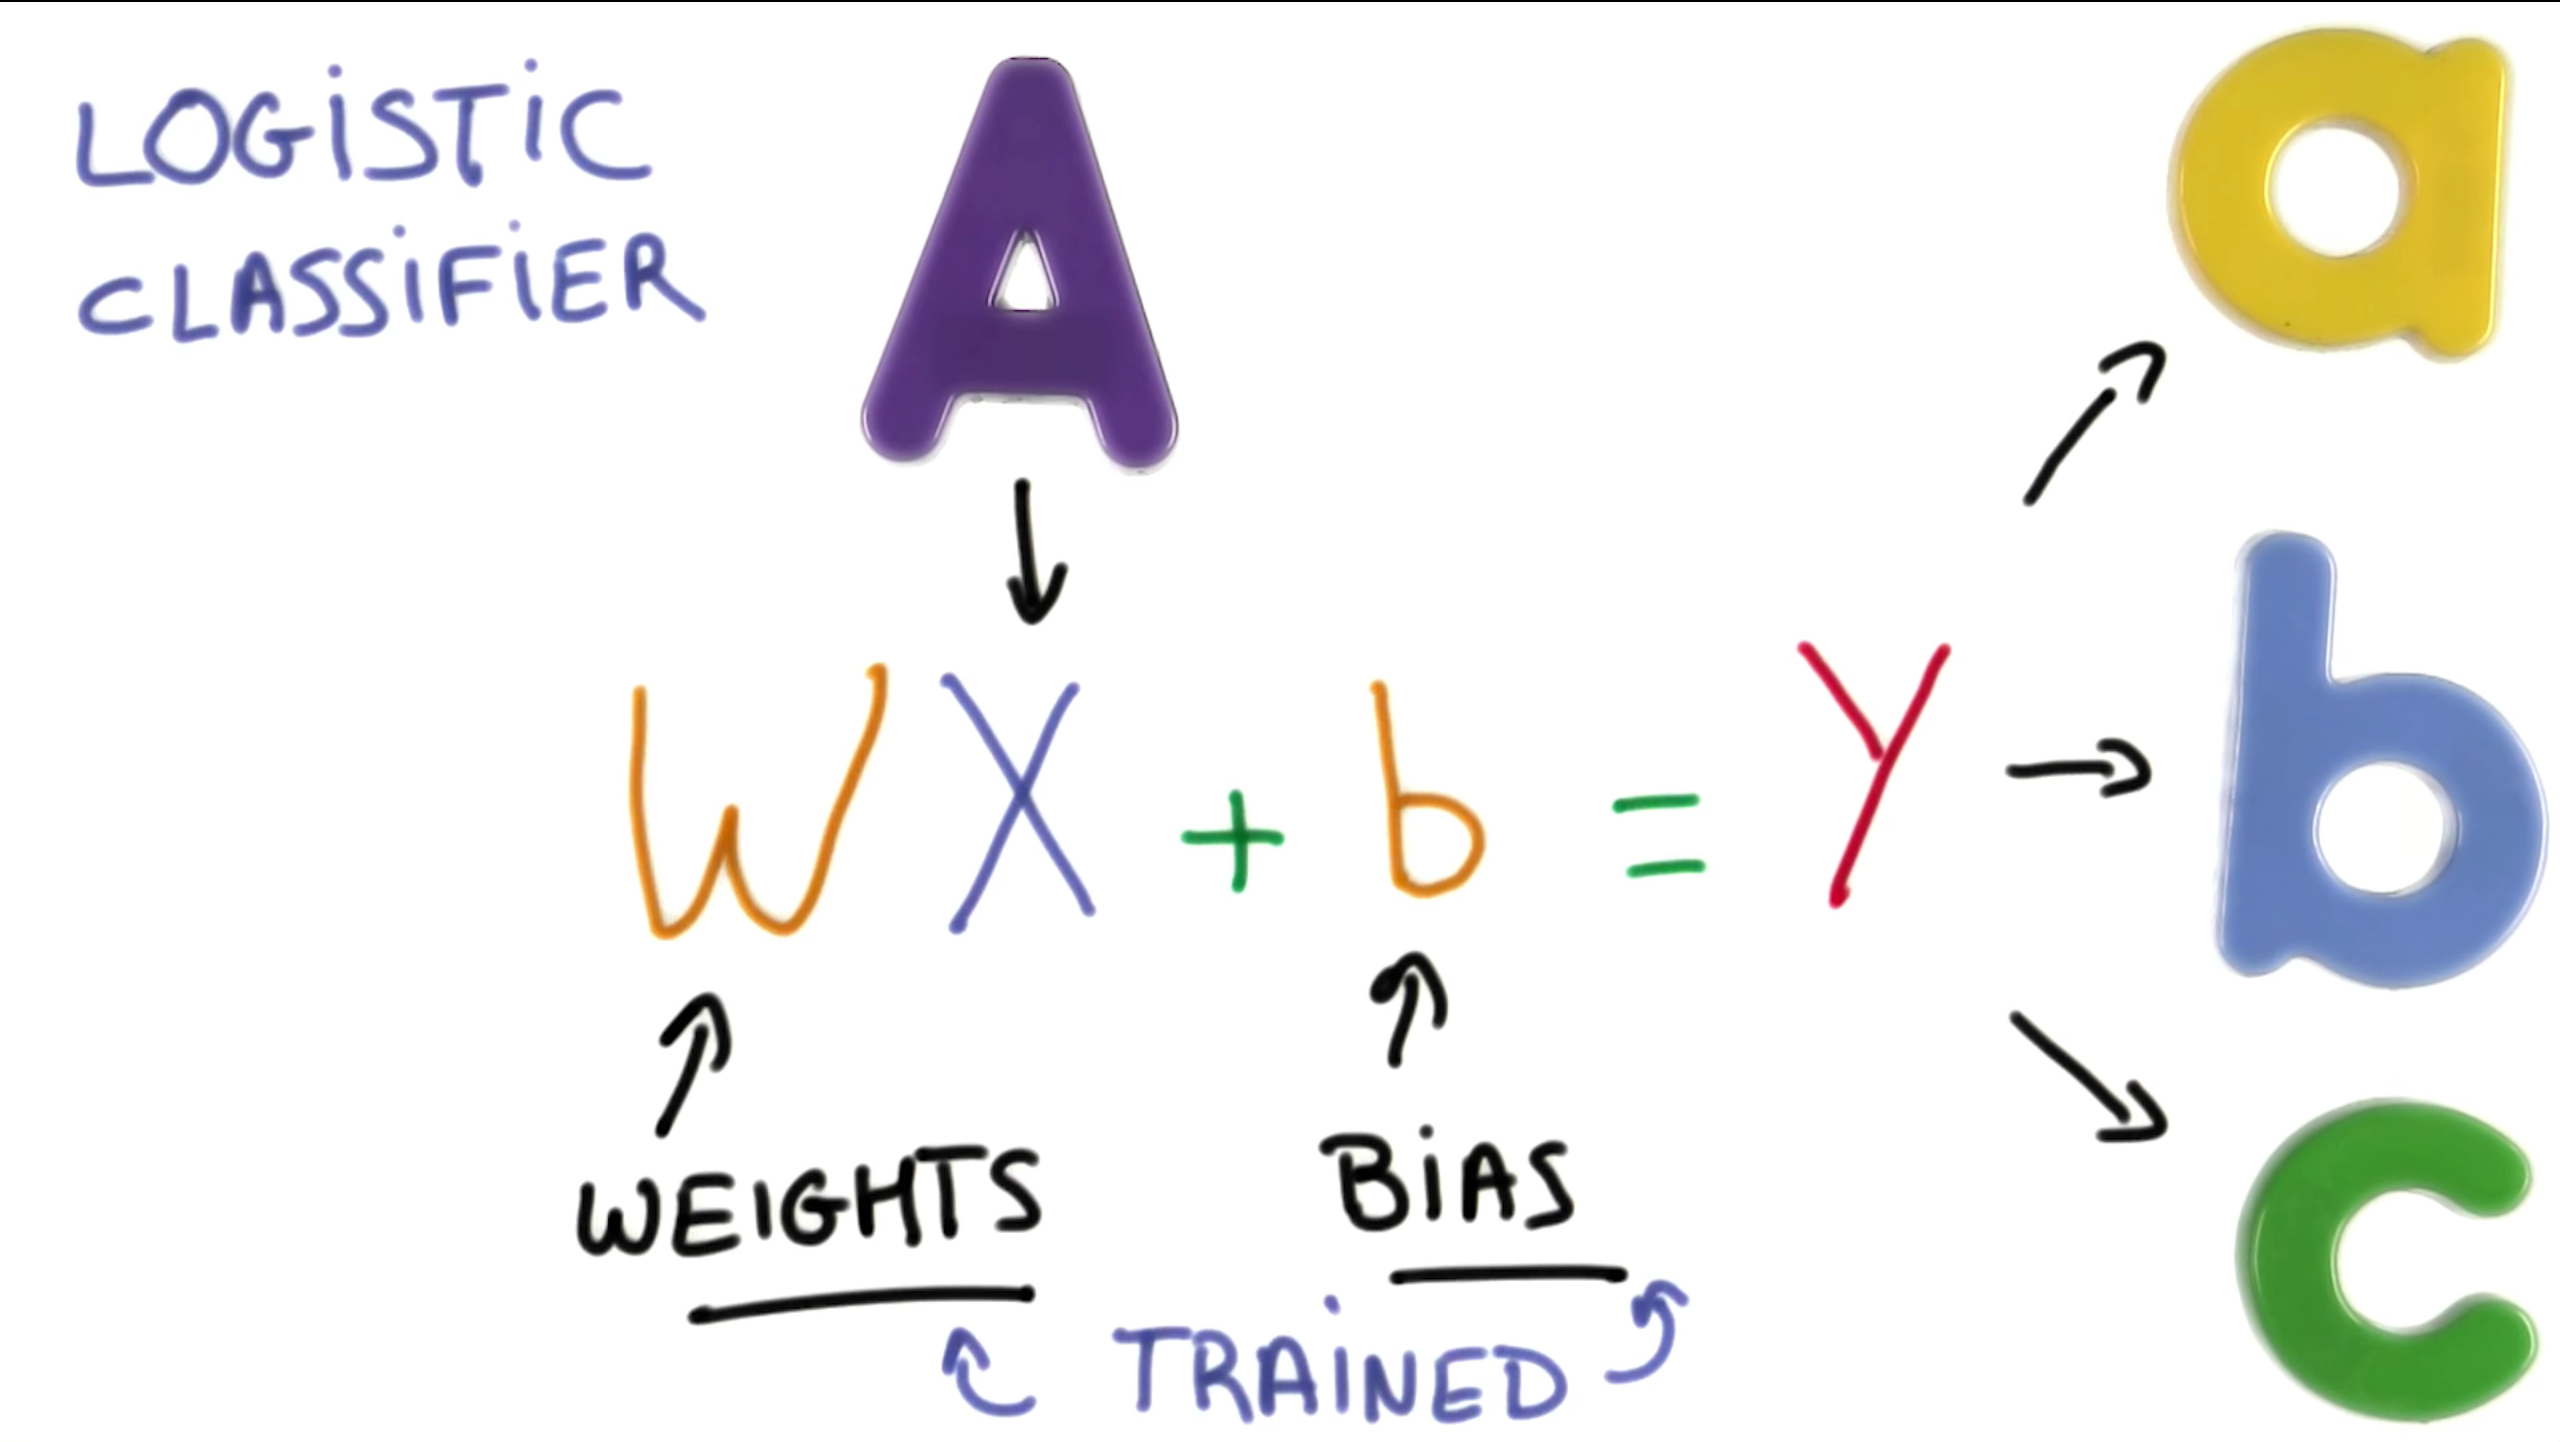 LOGISTIC
CLASSIFIER
A
a
b
c
WX + b = Y
WEIGHTS
BIAS
TRAINED